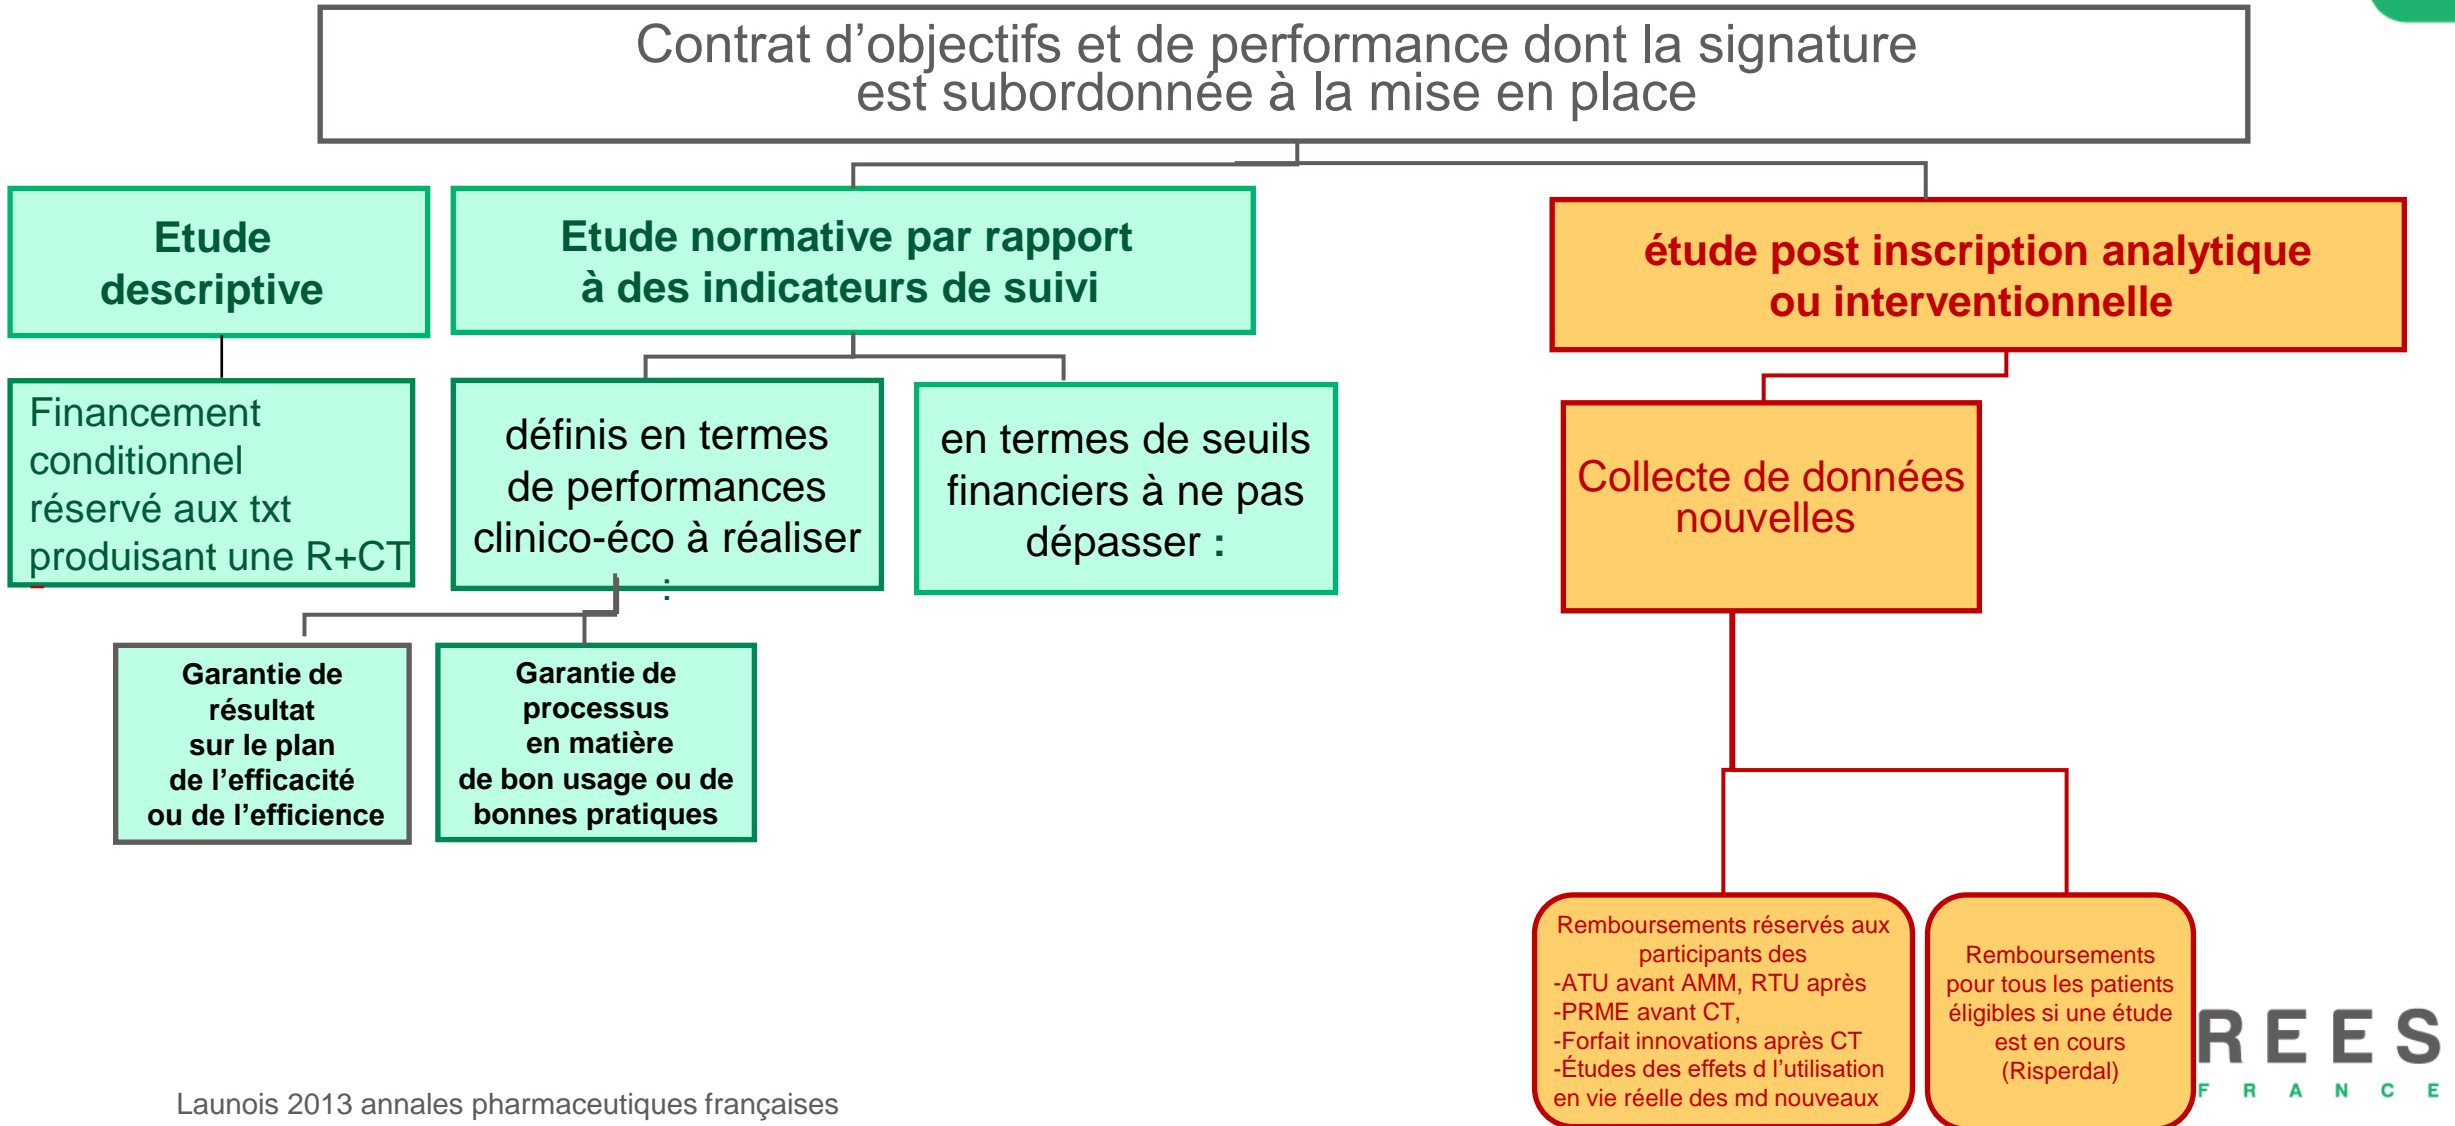 Contrat d'objectifs et de performance dont la signature
est subordonnée à la mise en place
Etude
descriptive
Etude normative par rapport
à des indicateurs de suivi
étude post inscription analytique
ou interventionnelle
Financement
conditionnel
réservé aux txt
produisant une R+CT
définis en termes
de performances
clinico-éco à réaliser
:
en termes de seuils
financiers à ne pas
dépasser :
Collecte de données
nouvelles
Garantie de
résultat
sur le plan
de l'efficacité
ou de l'efficience
Garantie de
processus
en matière
de bon usage ou de
bonnes pratiques
Remboursements réservés aux
participants des
-ATU avant AMM, RTU après
-PRME avant CT,
-Forfait innovations après CT
-Études des effets d l'utilisation
en vie réelle des md nouveaux
Remboursements
pour tous les patients
éligibles si une étude
est en cours
(Risperdal)
REES
FRANCE
Launois 2013 annales pharmaceutiques françaises